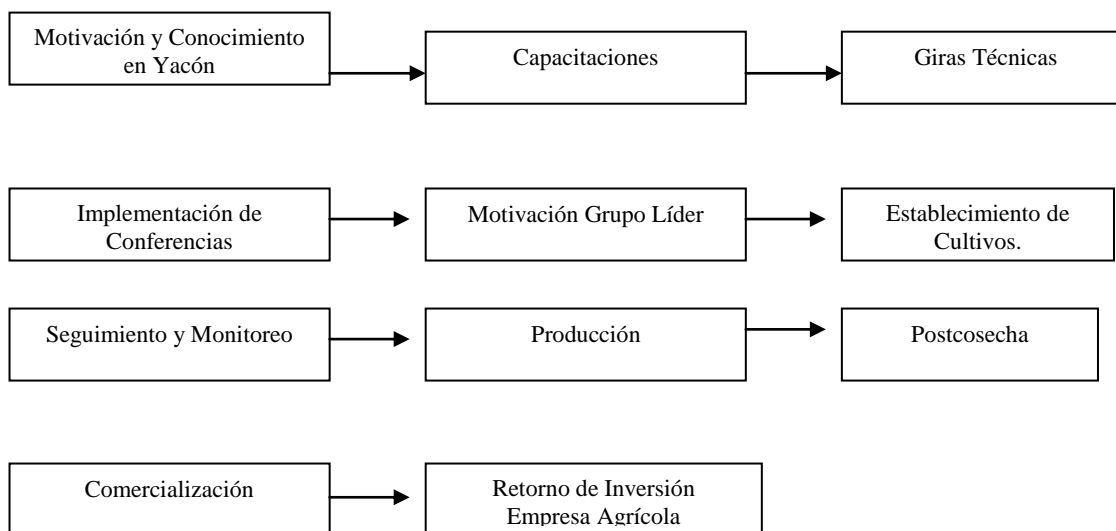 Motivación y Conocimiento
en Yacón
Capacitaciones
Giras Técnicas
Implementación de
Conferencias
Motivación Grupo Líder
Establecimiento de
Cultivos.
Seguimiento y Monitoreo
Producción
Postcosecha
Comercialización
Retorno de Inversión
Empresa Agrícola